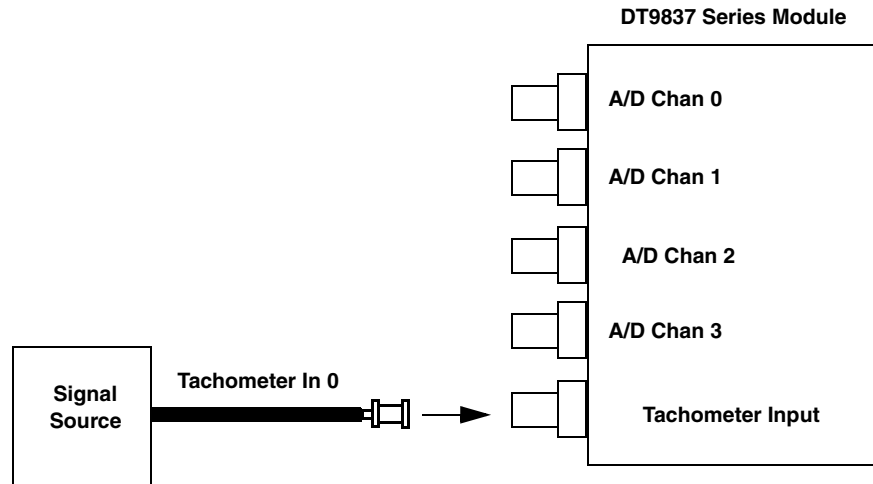 DT9837 Series Module
A/D Chan 0
A/D Chan 1
A/D Chan 2
A/D Chan 3
Signal
Source
Tachometer In 0
Tachometer Input